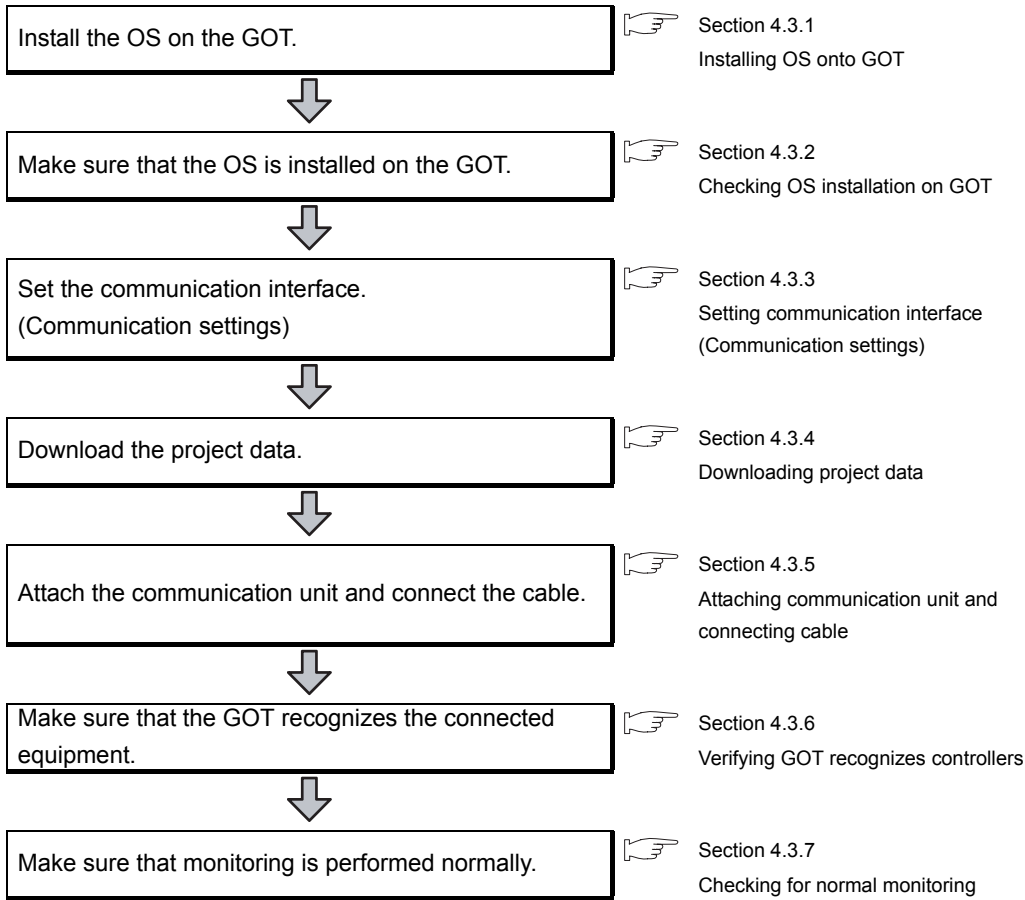 Install the OS on the GOT.
Section 4.3.1
Installing OS onto GOT
Make sure that the OS is installed on the GOT.
Section 4.3.2
Checking OS installation on GOT
Set the communication interface.
(Communication settings)
Section 4.3.3
Setting communication interface
(Communication settings)
Download the project data.
Section 4.3.4
Downloading project data
Attach the communication unit and connect the cable.
Section 4.3.5
Attaching communication unit and
connecting cable
Make sure that the GOT recognizes the connected
equipment.
Section 4.3.6
Verifying GOT recognizes controllers
Make sure that monitoring is performed normally.
Section 4.3.7
Checking for normal monitoring